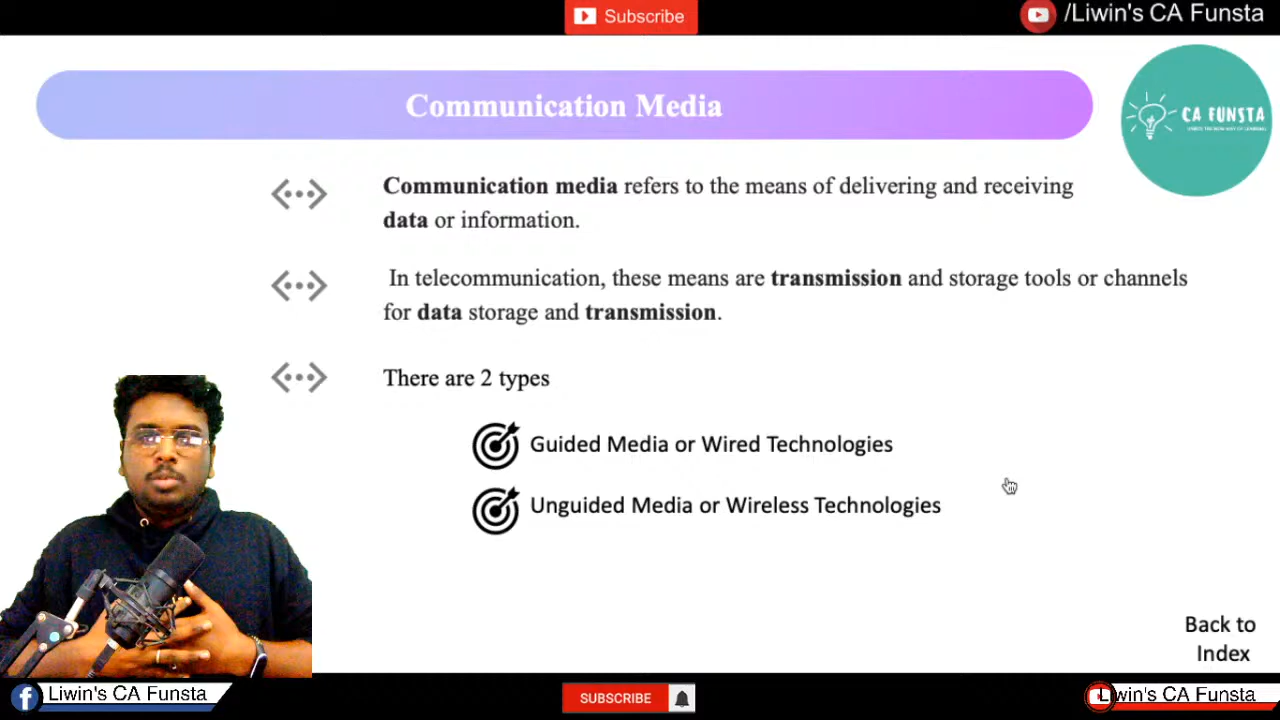 Subscribe
/Liwin's CA Funsta
Communication Media
CA FUNSTA
Communication media refers to the means of delivering and receiving
data or information.
In telecommunication, these means are transmission and storage tools or channels
for data storage and transmission.
There are 2 types
Guided Media or Wired Technologies
Unguided Media or Wireless Technologies
Back to
Index
Liwin's CA Funsta
SUBSCRIBE
Liwin's CA Funsta